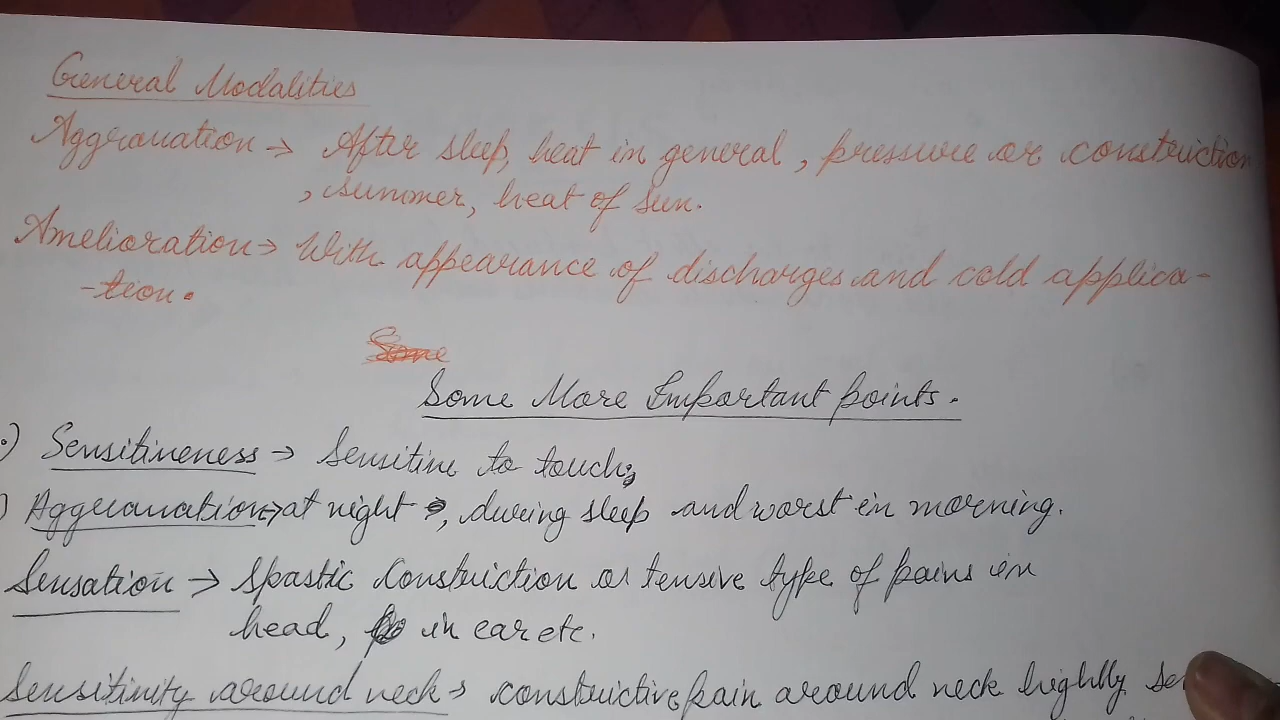 General Modalities
Aggravation → After sleep, heat in general, pressure or constriction
, summer, heat of sun.
Amelioration → With appearance of discharges and cold applica-
-tion.
Some
Some More Important points.
.) Sensitiveness → Sensitive to touch,
) Aggravation → at night, during sleep and worst in morning.
Sensation → Spastic constriction or tensive type of pains in
head, in ear etc.
Sensitivity around neck → constrictive pain around neck highly